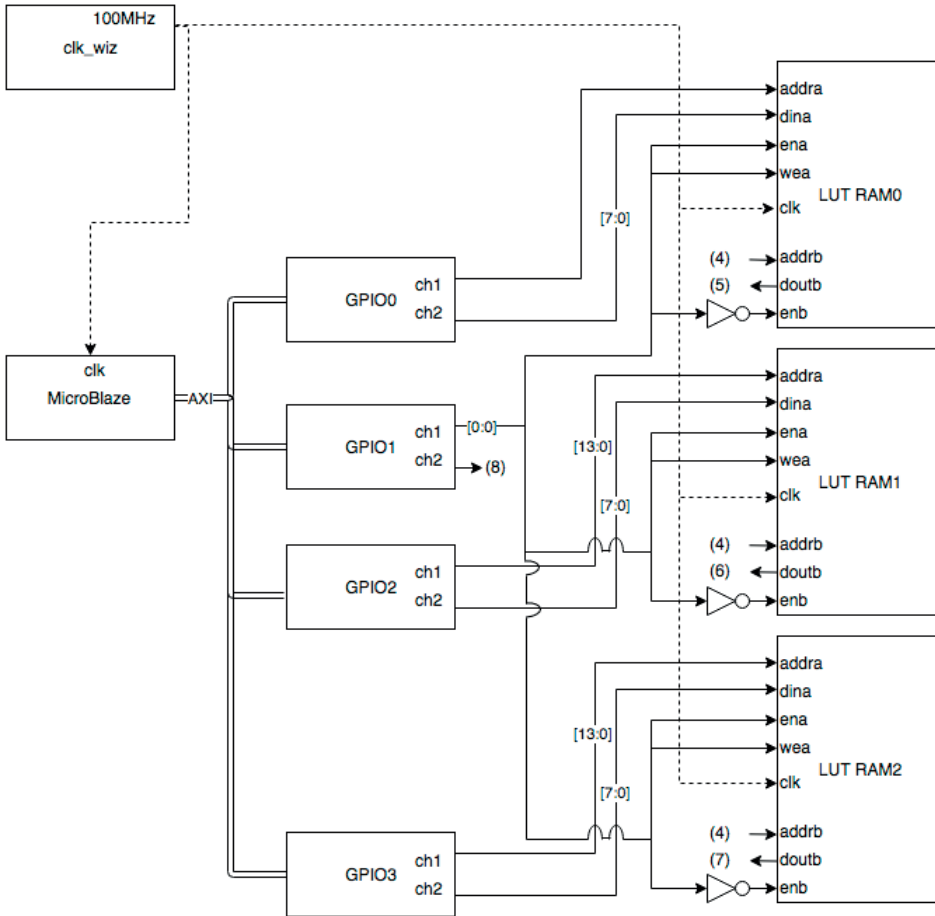 100MHz
clk_wiz
addra
dina
ena
wea
LUT RAM0
clk
[7:0]
(4)
addrb
(5)
doutb
enb
ch1
GPIO0
ch2
clk
MicroBlaze
AXI
addra
dina
ena
wea
LUT RAM1
clk
[13:0]
[7:0]
(4)
addrb
(6)
doutb
enb
ch1
[0:0]
GPIO1
ch2
(8)
ch1
GPIO2
ch2
addra
dina
ena
wea
LUT RAM2
clk
[13:0]
[7:0]
(4)
addrb
(7)
doutb
enb
ch1
GPIO3
ch2